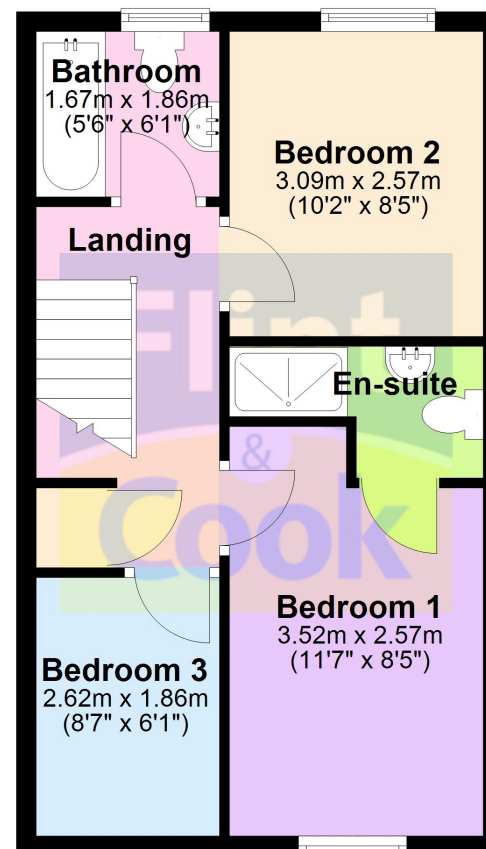 Bathroom
1.67m x 1.86m
(5'6" x 6'1")
Bedroom 2
3.09m x 2.57m
(10'2" x 8'5")
Landing
Flint
En-suite
&
Cook
Bedroom 1
3.52m x 2.57m
(11'7" x 8'5")
Bedroom 3
2.62m x 1.86m
(8'7" x 6'1")